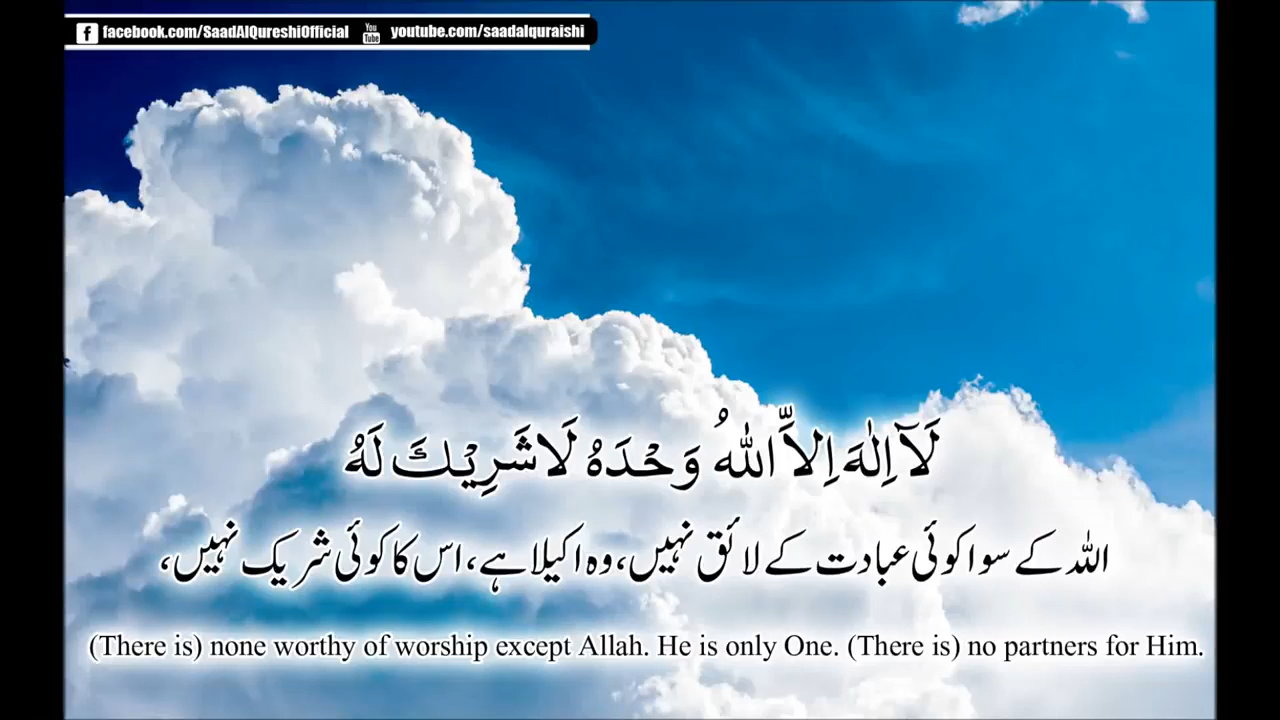 facebook.com/SaadAlQureshiOfficial You Tube youtube.com/saadalquraishi
لَآ اِلٰهَ اِلاَّ اللهُ وَحْدَهُ لَا شَرِيْكَ لَهُ
اللہ کے سوا کوئی عبادت کے لائق نہیں، وہ اکیلا ہے، اس کا کوئی شریک نہیں،
(There is) none worthy of worship except Allah. He is only One. (There is) no partners for Him.